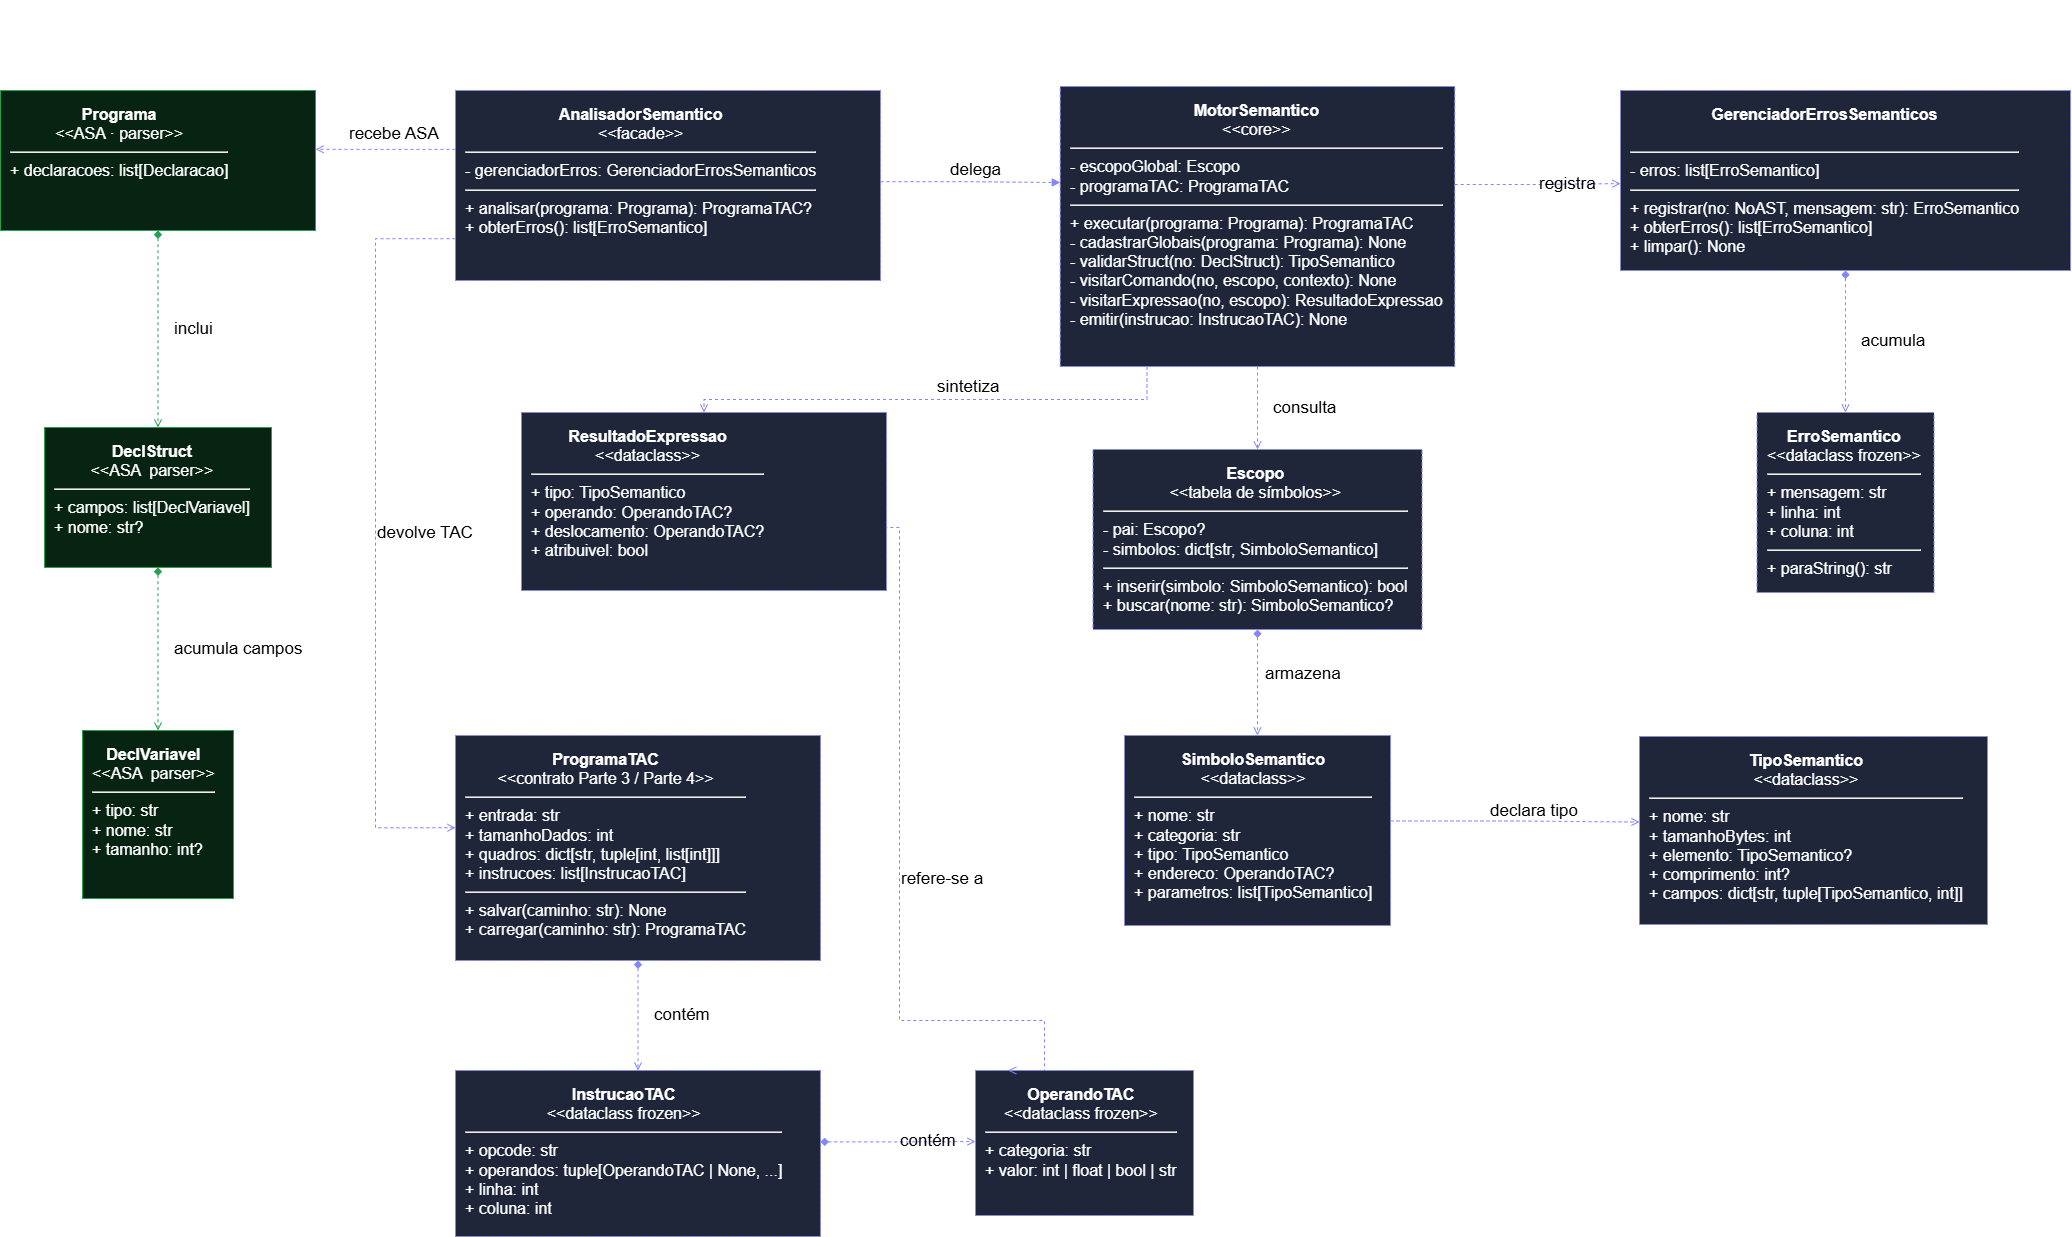 Programa
<<ASA · parser>>
+ declaracoes: list[Declaracao]
recebe ASA
AnalisadorSemantico
<<facade>>
- gerenciadorErros: GerenciadorErrosSemanticos
+ analisar(programa: Programa): ProgramaTAC?
+ obterErros(): list[ErroSemantico]
delega
MotorSemantico
<<core>>
- escopoGlobal: Escopo
- programaTAC: ProgramaTAC
+ executar(programa: Programa): ProgramaTAC
- cadastrarGlobais(programa: Programa): None
- validarStruct(no: DeclStruct): TipoSemantico
- visitarComando(no, escopo, contexto): None
- visitarExpressao(no, escopo): ResultadoExpressao
- emitir(instrucao: InstrucaoTAC): None
registra
GerenciadorErrosSemanticos
- erros: list[ErroSemantico]
+ registrar(no: NoAST, mensagem: str): ErroSemantico
+ obterErros(): list[ErroSemantico]
+ limpar(): None
inclui
acumula
sintetiza
consulta
DeclStruct
<<ASA  parser>>
+ campos: list[DeclVariavel]
+ nome: str?
devolve TAC
ResultadoExpressao
<<dataclass>>
+ tipo: TipoSemantico
+ operando: OperandoTAC?
+ deslocamento: OperandoTAC?
+ atribuivel: bool
Escopo
<<tabela de símbolos>>
- pai: Escopo?
- simbolos: dict[str, SimboloSemantico]
+ inserir(simbolo: SimboloSemantico): bool
+ buscar(nome: str): SimboloSemantico?
ErroSemantico
<<dataclass frozen>>
+ mensagem: str
+ linha: int
+ coluna: int
+ paraString(): str
acumula campos
armazena
DeclVariavel
<<ASA  parser>>
+ tipo: str
+ nome: str
+ tamanho: int?
ProgramaTAC
<<contrato Parte 3 / Parte 4>>
+ entrada: str
+ tamanhoDados: int
+ quadros: dict[str, tuple[int, list[int]]]
+ instrucoes: list[InstrucaoTAC]
+ salvar(caminho: str): None
+ carregar(caminho: str): ProgramaTAC
refere-se a
SimboloSemantico
<<dataclass>>
+ nome: str
+ categoria: str
+ tipo: TipoSemantico
+ endereco: OperandoTAC?
+ parametros: list[TipoSemantico]
declara tipo
TipoSemantico
<<dataclass>>
+ nome: str
+ tamanhoBytes: int
+ elemento: TipoSemantico?
+ comprimento: int?
+ campos: dict[str, tuple[TipoSemantico, int]]
contém
InstrucaoTAC
<<dataclass frozen>>
+ opcode: str
+ operandos: tuple[OperandoTAC | None, ...]
+ linha: int
+ coluna: int
contém
OperandoTAC
<<dataclass frozen>>
+ categoria: str
+ valor: int | float | bool | str